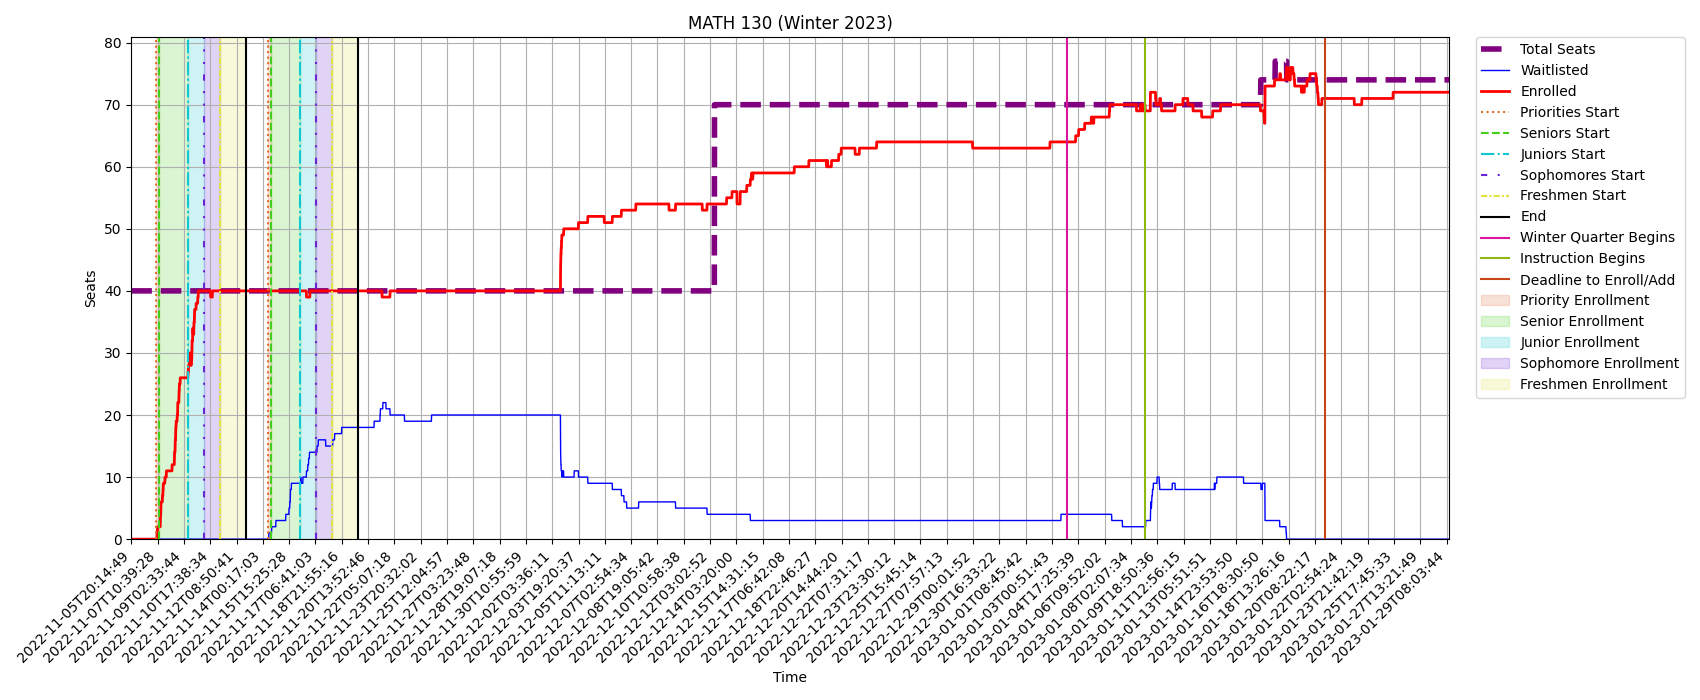 MATH 130 (Winter 2023)
Seats
80
70
60
50
40
30
20
10
0
2022-11-05T20:14:49
2022-11-07T10:39:28
2022-11-09T02:33:44
2022-11-10T17:38:34
2022-11-12T08:50:41
2022-11-14T00:17:03
2022-11-15T15:25:28
2022-11-17T06:41:03
2022-11-18T21:55:16
2022-11-20T13:52:46
2022-11-22T05:07:18
2022-11-23T20:32:02
2022-11-25T12:04:57
2022-11-27T03:23:48
2022-11-28T19:07:18
2022-11-30T10:55:59
2022-12-02T03:36:11
2022-12-03T19:20:37
2022-12-05T11:13:11
2022-12-07T02:54:34
2022-12-08T19:05:42
2022-12-10T10:58:38
2022-12-12T03:02:52
2022-12-14T03:20:00
2022-12-15T14:31:15
2022-12-17T06:42:08
2022-12-18T22:46:27
2022-12-20T14:44:20
2022-12-22T07:31:17
2022-12-23T23:30:12
2022-12-25T15:45:14
2022-12-27T07:57:13
2022-12-29T00:01:52
2022-12-30T16:33:22
2023-01-01T08:45:42
2023-01-03T00:51:43
2023-01-04T17:25:39
2023-01-06T09:52:02
2023-01-08T02:07:34
2023-01-09T18:50:36
2023-01-11T12:56:15
2023-01-13T05:51:51
2023-01-14T23:53:50
2023-01-16T18:30:50
2023-01-18T13:26:16
2023-01-20T08:22:17
2023-01-22T02:54:24
2023-01-23T21:42:19
2023-01-25T17:45:33
2023-01-27T13:21:49
2023-01-29T08:03:44
Time
Total Seats
Waitlisted
Enrolled
Priorities Start
Seniors Start
Juniors Start
Sophomores Start
Freshmen Start
End
Winter Quarter Begins
Instruction Begins
Deadline to Enroll/Add
Priority Enrollment
Senior Enrollment
Junior Enrollment
Sophomore Enrollment
Freshmen Enrollment